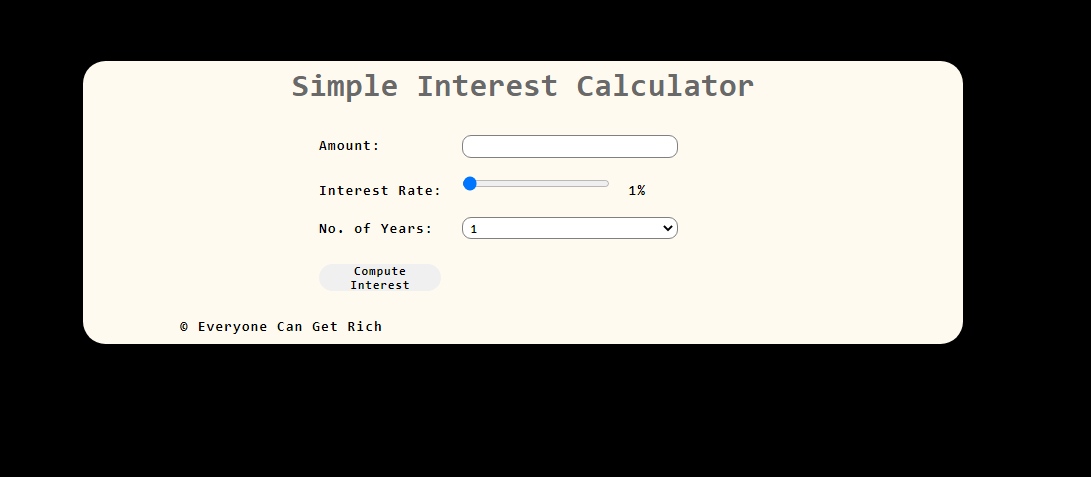 Simple Interest Calculator
Amount:
Interest Rate: 1%
No. of Years: 1
Compute
Interest
© Everyone Can Get Rich